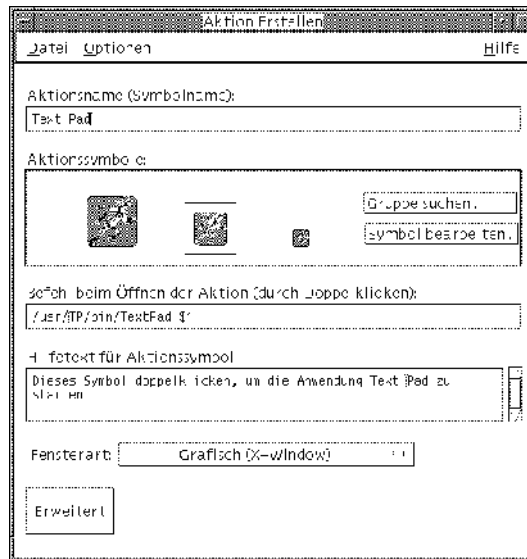 Aktion Erstellen
Datei Optionen Hilfe
Aktionsname (Symbolname):
Text Pad
Aktionssymbole:
Gruppe suchen...
Symbol bearbeiten...
Befehl beim Öffnen der Aktion (durch Doppelklicken):
/usr/TP/bin/TextPad $1
Hilfetext für Aktionssymbol
Dieses Symbol doppelklicken, um die Anwendung Text Pad zu
starten
Fensterart: Grafisch (X-Window)
Erweitert